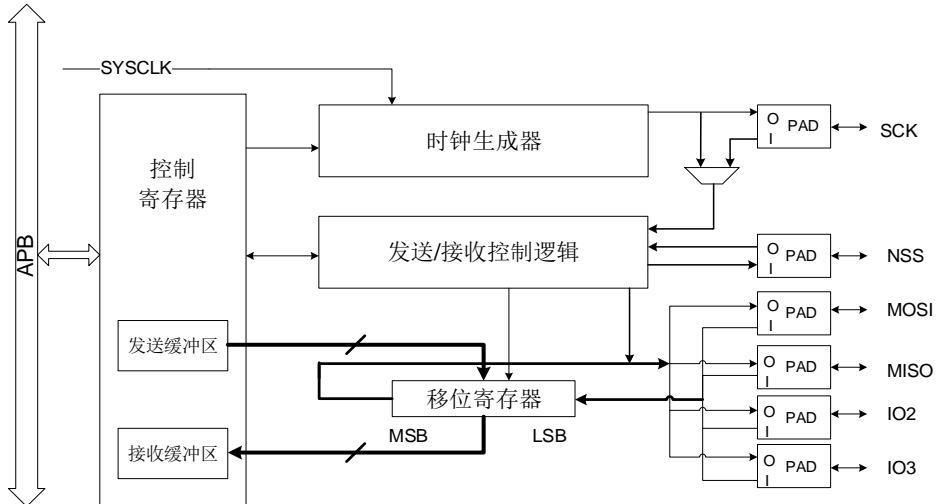 SYSCLK
APB
控制
寄存器
时钟生成器
发送/接收控制逻辑
发送缓冲区
接收缓冲区
移位寄存器
MSB
LSB
O
I
PAD
SCK
O
I
PAD
NSS
O
I
PAD
MOSI
O
I
PAD
MISO
O
I
PAD
IO2
O
I
PAD
IO3